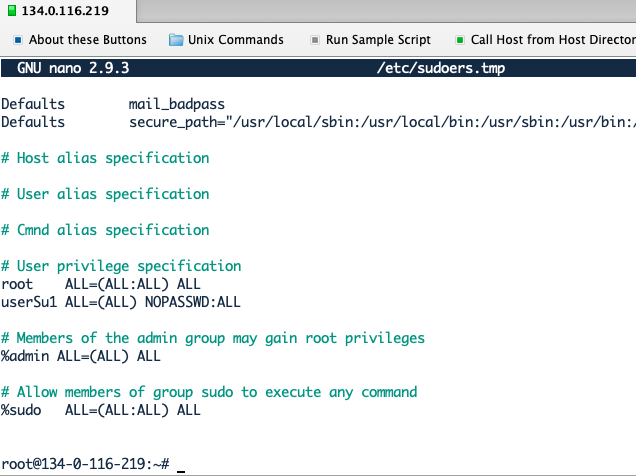 134.0.116.219
About these Buttons Unix Commands Run Sample Script Call Host from Host Director
GNU nano 2.9.3 /etc/sudoers.tmp
Defaults mail_badpass
Defaults secure_path="/usr/local/sbin:/usr/local/bin:/usr/sbin:/usr/bin:/
# Host alias specification
# User alias specification
# Cmnd alias specification
# User privilege specification
root ALL=(ALL:ALL) ALL
userSu1 ALL=(ALL) NOPASSWD:ALL
# Members of the admin group may gain root privileges
%admin ALL=(ALL) ALL
# Allow members of group sudo to execute any command
%sudo ALL=(ALL:ALL) ALL
root@134-0-116-219:~# _